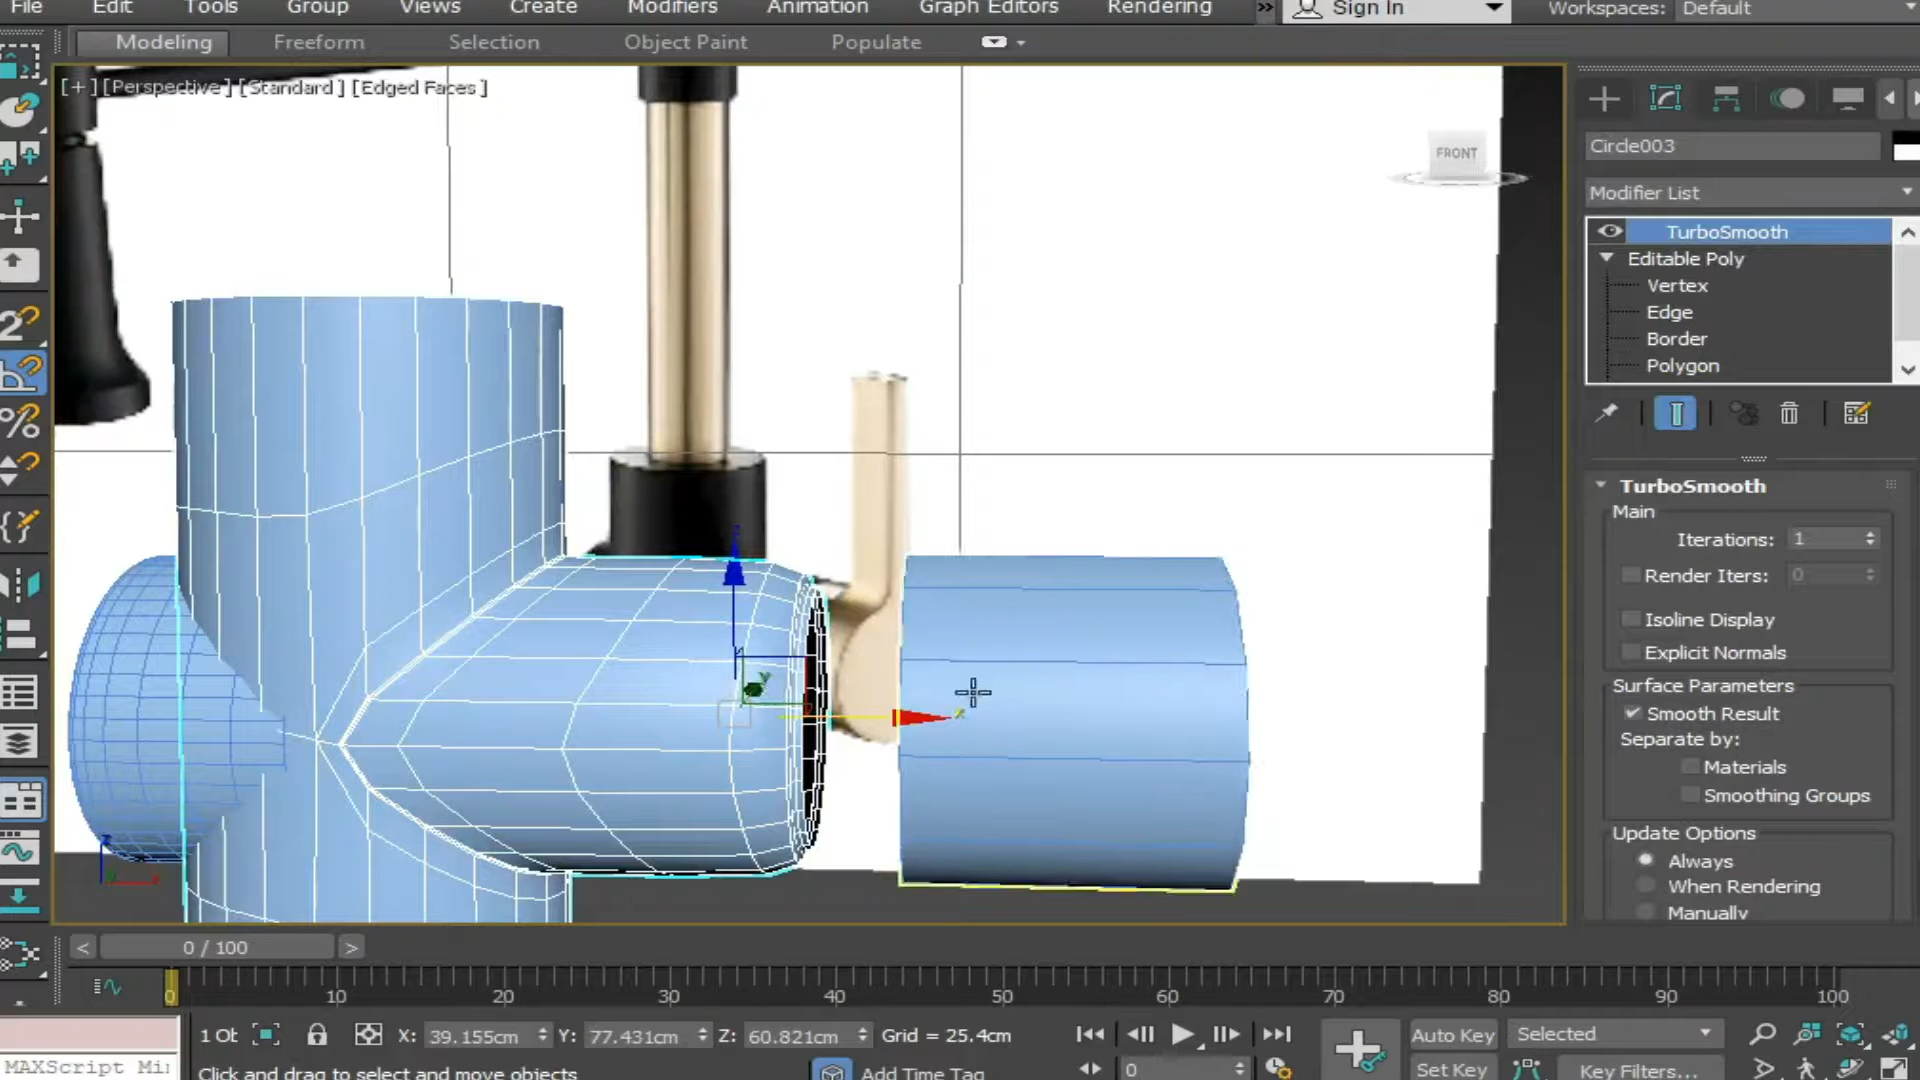 File Edit Tools Group Views Create Modifiers Animation Graph Editors Rendering » Sign In Workspaces: Default
Modeling Freeform Selection Object Paint Populate
[+] [Perspective] [Standard] [Edged Faces]
FRONT
Circle003
Modifier List
TurboSmooth
Editable Poly
Vertex
Edge
Border
Polygon
TurboSmooth
Main
Iterations: 1
Render Iters: 0
Isoline Display
Explicit Normals
Surface Parameters
Smooth Result
Separate by:
Materials
Smoothing Groups
Update Options
Always
When Rendering
Manually
< 0 / 100 >
0 10 20 30 40 50 60 70 80 90 100
1 Ob X: 39.155cm Y: 77.431cm Z: 60.821cm Grid = 25.4cm Auto Key Selected
MAXScript Mi
Click and drag to select and move objects Add Time Tag 0 Set Key Key Filters...